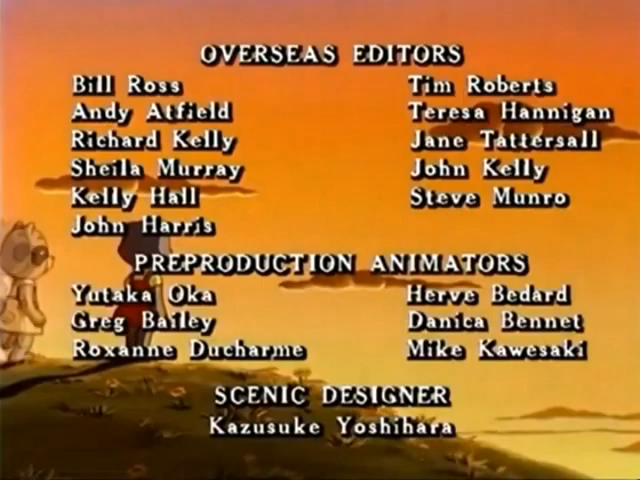 OVERSEAS EDITORS
Bill Ross Tim Roberts
Andy Atfield Teresa Hannigan
Richard Kelly Jane Tattersall
Sheila Murray John Kelly
Kelly Hall Steve Munro
John Harris
PREPRODUCTION ANIMATORS
Yutaka Oka Herve Bedard
Greg Bailey Danica Bennet
Roxanne Ducharme Mike Kawesaki
SCENIC DESIGNER
Kazusuke Yoshihara